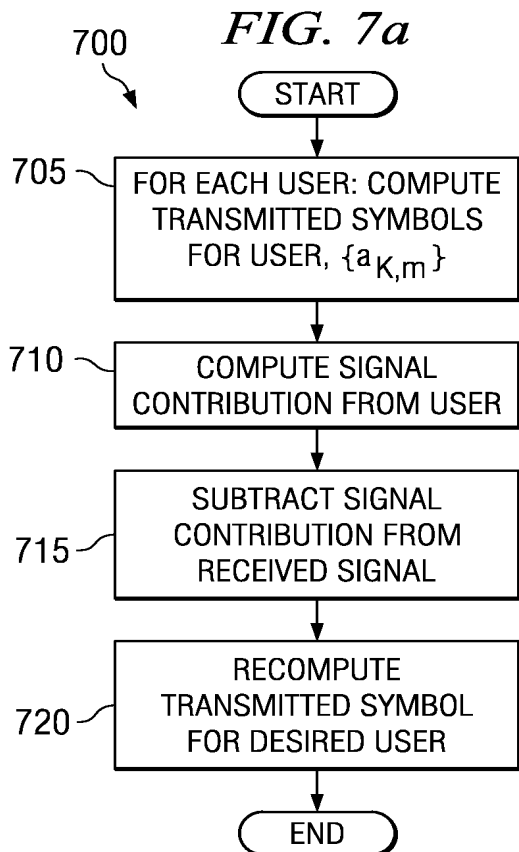 FIG. 7a
700
START
705
FOR EACH USER: COMPUTE
TRANSMITTED SYMBOLS
FOR USER, {a_{K,m}}
710
COMPUTE SIGNAL
CONTRIBUTION FROM USER
715
SUBTRACT SIGNAL
CONTRIBUTION FROM
RECEIVED SIGNAL
720
RECOMPUTE
TRANSMITTED SYMBOL
FOR DESIRED USER
END